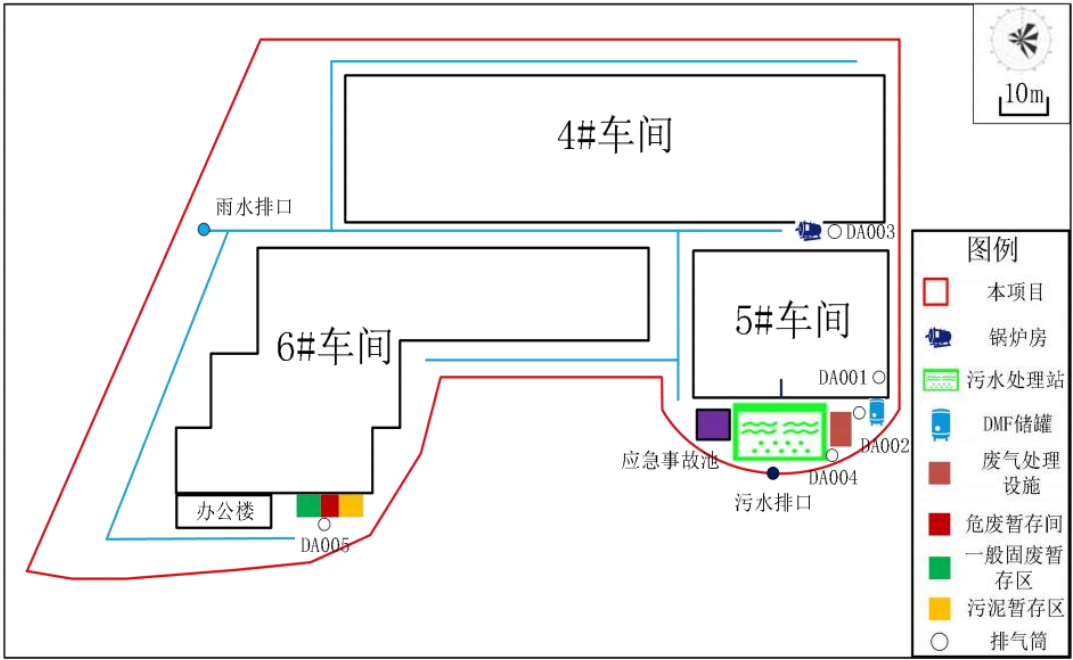 10m
4#车间
雨水排口
DA003
图例
本项目
5#车间
6#车间
锅炉房
DA001
污水处理站
DMF储罐
DA002
应急事故池
废气处理
设施
DA004
污水排口
办公楼
危废暂存间
DA005
一般固废暂
存区
污泥暂存区
排气筒